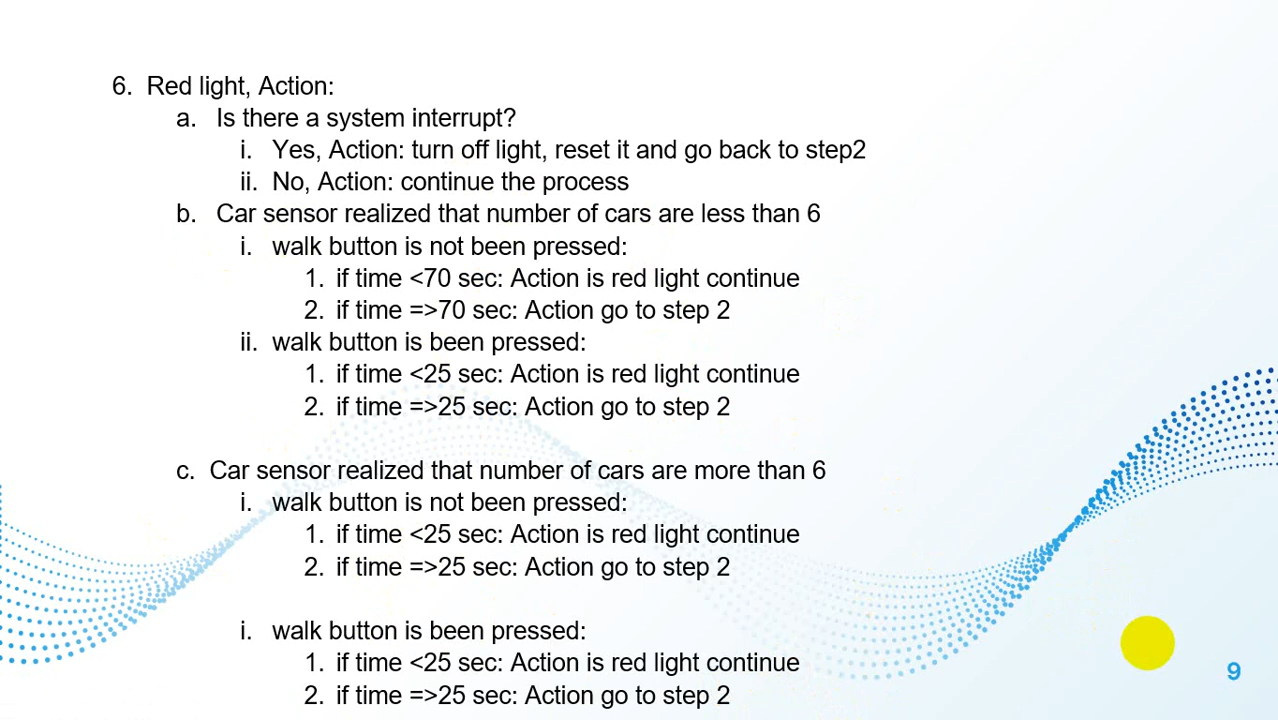 6. Red light, Action:
a. Is there a system interrupt?
i. Yes, Action: turn off light, reset it and go back to step2
ii. No, Action: continue the process
b. Car sensor realized that number of cars are less than 6
i. walk button is not been pressed:
1. if time <70 sec: Action is red light continue
2. if time =>70 sec: Action go to step 2
ii. walk button is been pressed:
1. if time <25 sec: Action is red light continue
2. if time =>25 sec: Action go to step 2
c. Car sensor realized that number of cars are more than 6
i. walk button is not been pressed:
1. if time <25 sec: Action is red light continue
2. if time =>25 sec: Action go to step 2
i. walk button is been pressed:
1. if time <25 sec: Action is red light continue
2. if time =>25 sec: Action go to step 2
9